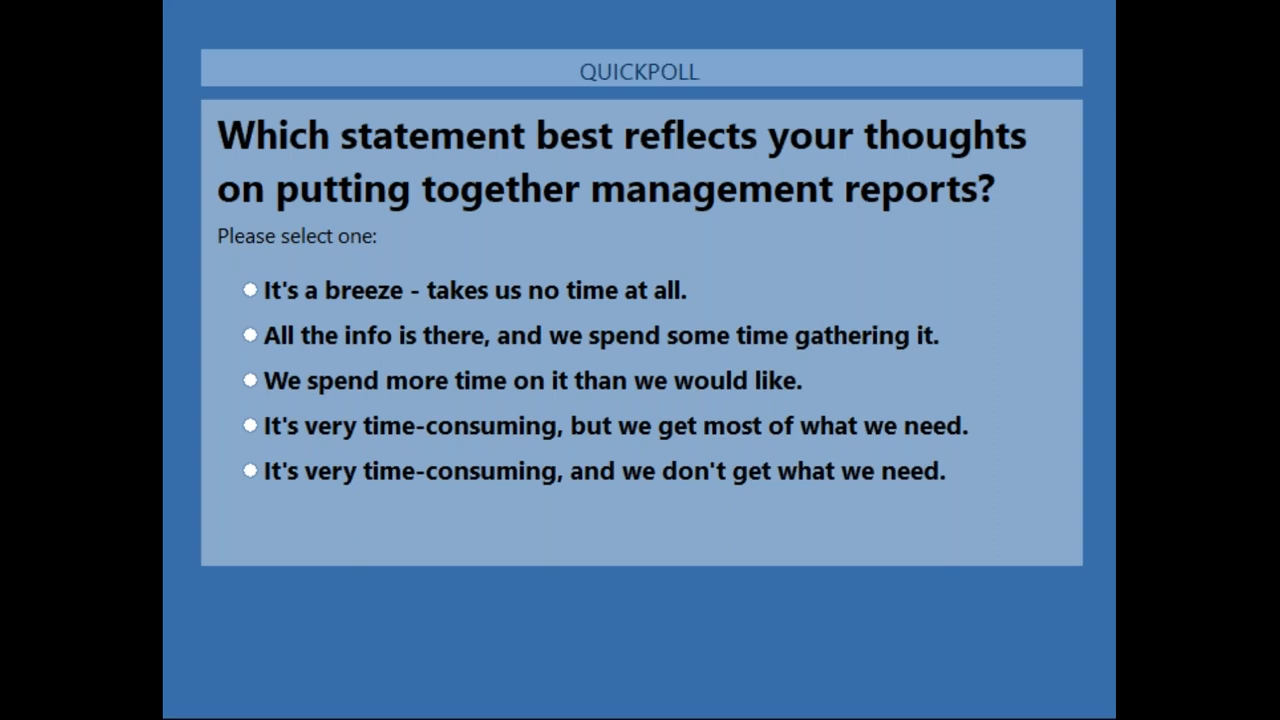 QUICKPOLL
Which statement best reflects your thoughts
on putting together management reports?
Please select one:
It's a breeze - takes us no time at all.
All the info is there, and we spend some time gathering it.
We spend more time on it than we would like.
It's very time-consuming, but we get most of what we need.
It's very time-consuming, and we don't get what we need.